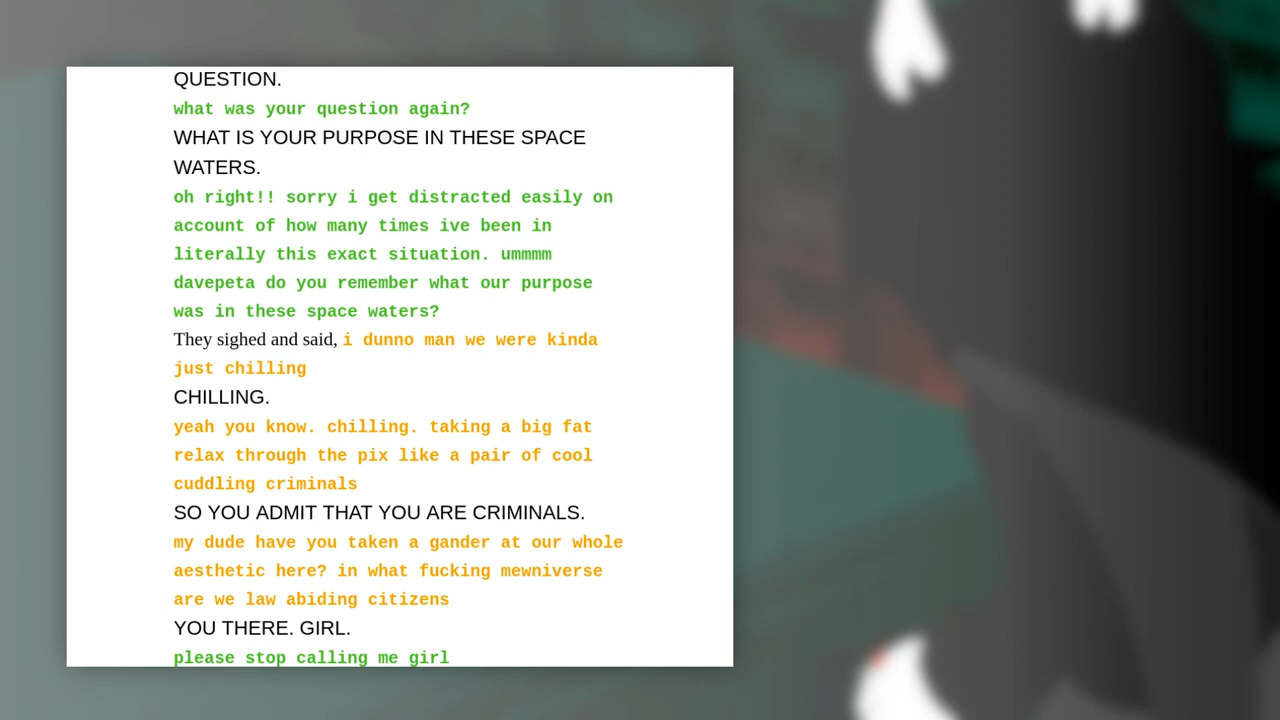 QUESTION.
what was your question again?
WHAT IS YOUR PURPOSE IN THESE SPACE
WATERS.
oh right!! sorry i get distracted easily on
account of how many times ive been in
literally this exact situation. ummmm
davepeta do you remember what our purpose
was in these space waters?
They sighed and said, i dunno man we were kinda
just chilling
CHILLING.
yeah you know. chilling. taking a big fat
relax through the pix like a pair of cool
cuddling criminals
SO YOU ADMIT THAT YOU ARE CRIMINALS.
my dude have you taken a gander at our whole
aesthetic here? in what fucking mewniverse
are we law abiding citizens
YOU THERE. GIRL.
please stop calling me girl